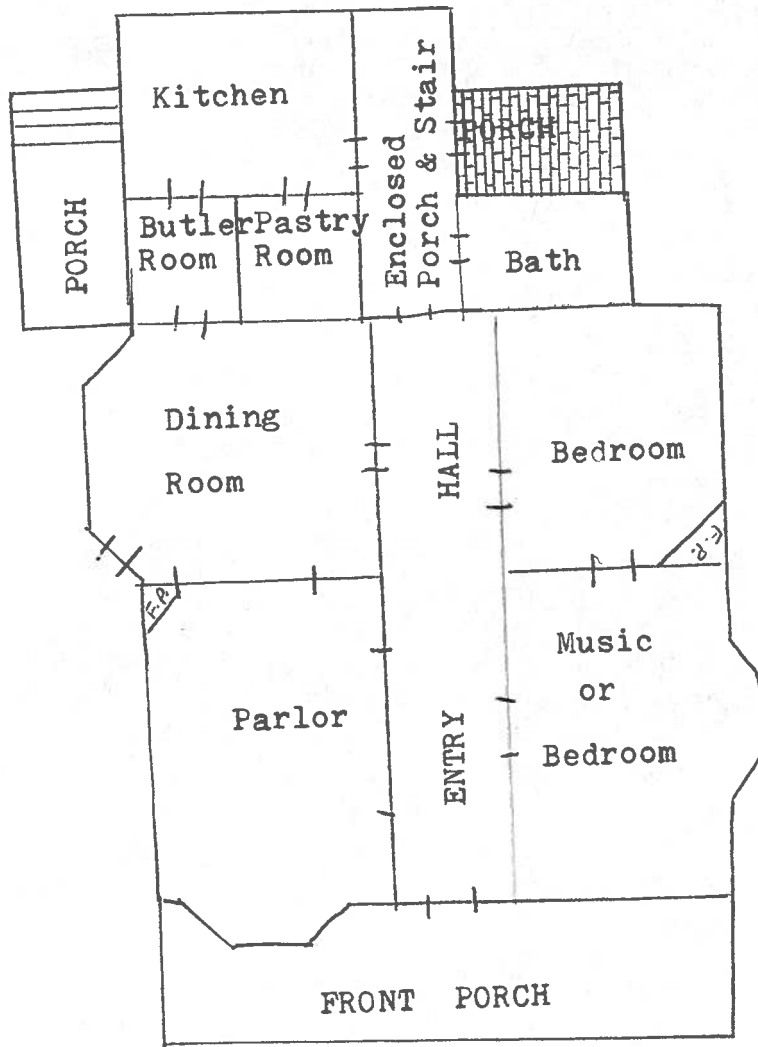 Kitchen
Enclosed
Porch & Stair
PORCH
PORCH
Butler
Room
Pastry
Room
Bath
Dining
Room
HALL
Bedroom
F.P.
F.P.
Parlor
ENTRY
Music
or
Bedroom
FRONT PORCH